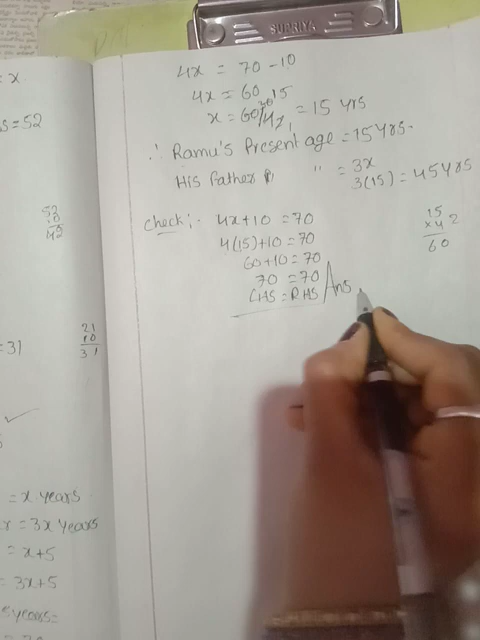 = x
= 52
52
10
42
= 31
21
10
31
= x years
= 3x years
= x+5
= 3x+5
years=
SUPRIYA
4x = 70 - 10
4x = 60
x = 60/4 = 15 yrs
∴ Ramu's Present age = 15 yrs.
His Father " = 3x
3(15) = 45 yrs
Check:- 4x+10 = 70
4(15)+10 = 70
60+10 = 70
70 = 70
LHS = RHS Ans
15
x 4
60